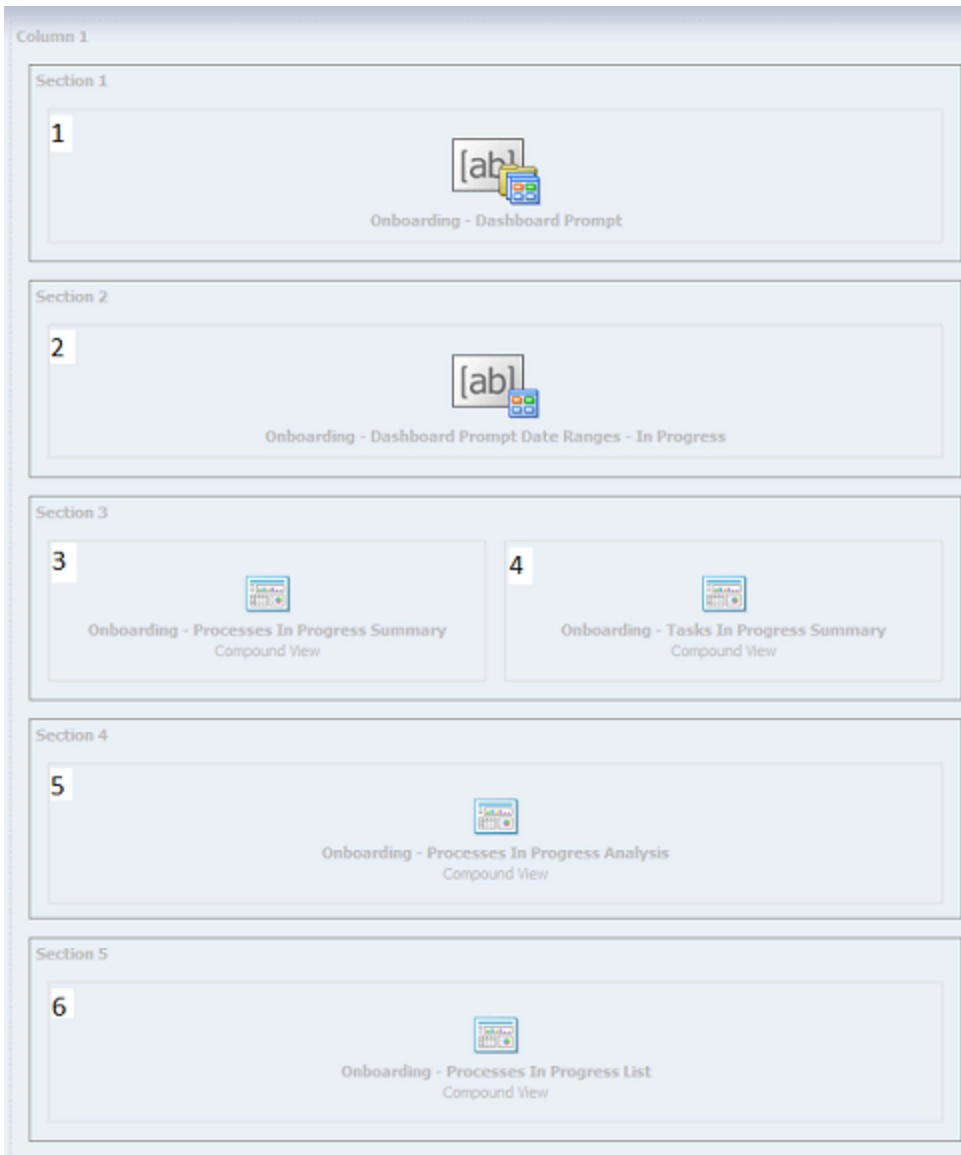 Column 1
Section 1
1
[ab]
Onboarding - Dashboard Prompt
Section 2
2
[ab]
Onboarding - Dashboard Prompt Date Ranges - In Progress
Section 3
3
Onboarding - Processes In Progress Summary
Compound View
4
Onboarding - Tasks In Progress Summary
Compound View
Section 4
5
Onboarding - Processes In Progress Analysis
Compound View
Section 5
6
Onboarding - Processes In Progress List
Compound View